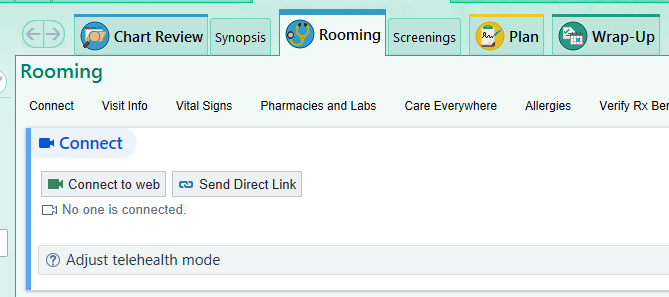 Chart Review Synopsis Rooming Screenings Plan Wrap-Up
Rooming
Connect Visit Info Vital Signs Pharmacies and Labs Care Everywhere Allergies Verify Rx Ben
Connect
Connect to web Send Direct Link
No one is connected.
Adjust telehealth mode